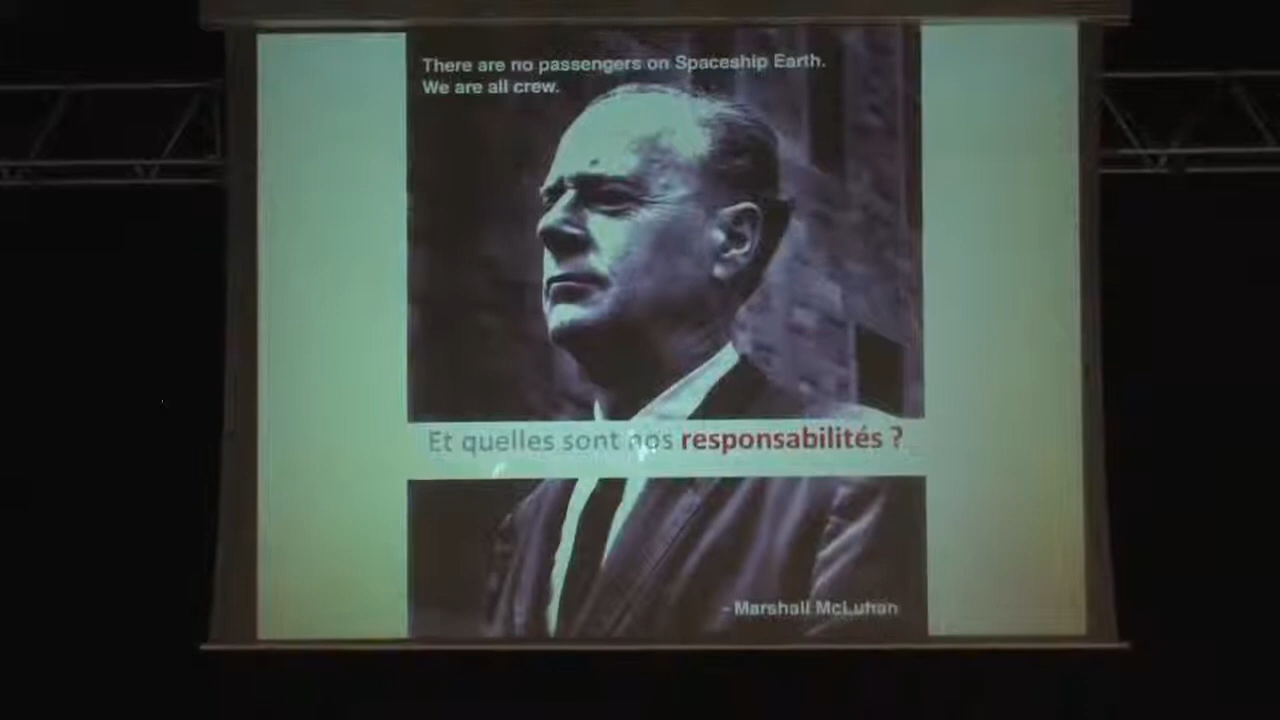 There are no passengers on Spaceship Earth.
We are all crew.
Et quelles sont nos responsabilités ?
– Marshall McLuhan